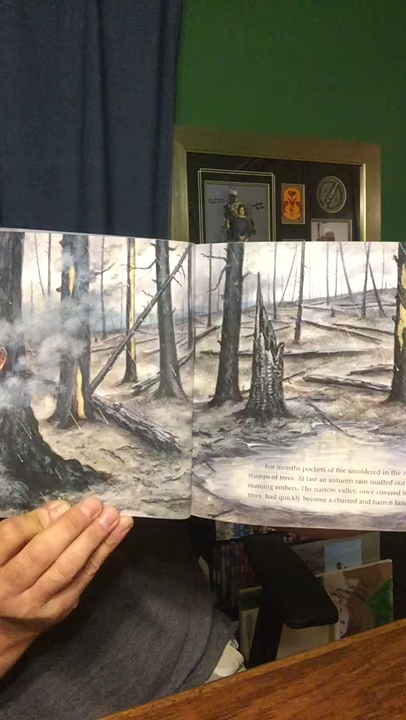 For months pockets of fire smoldered in the
stumps of trees. At last an autumn rain snuffed out
maining embers. The narrow valley, once covered
trees, had quickly become a charred and barren